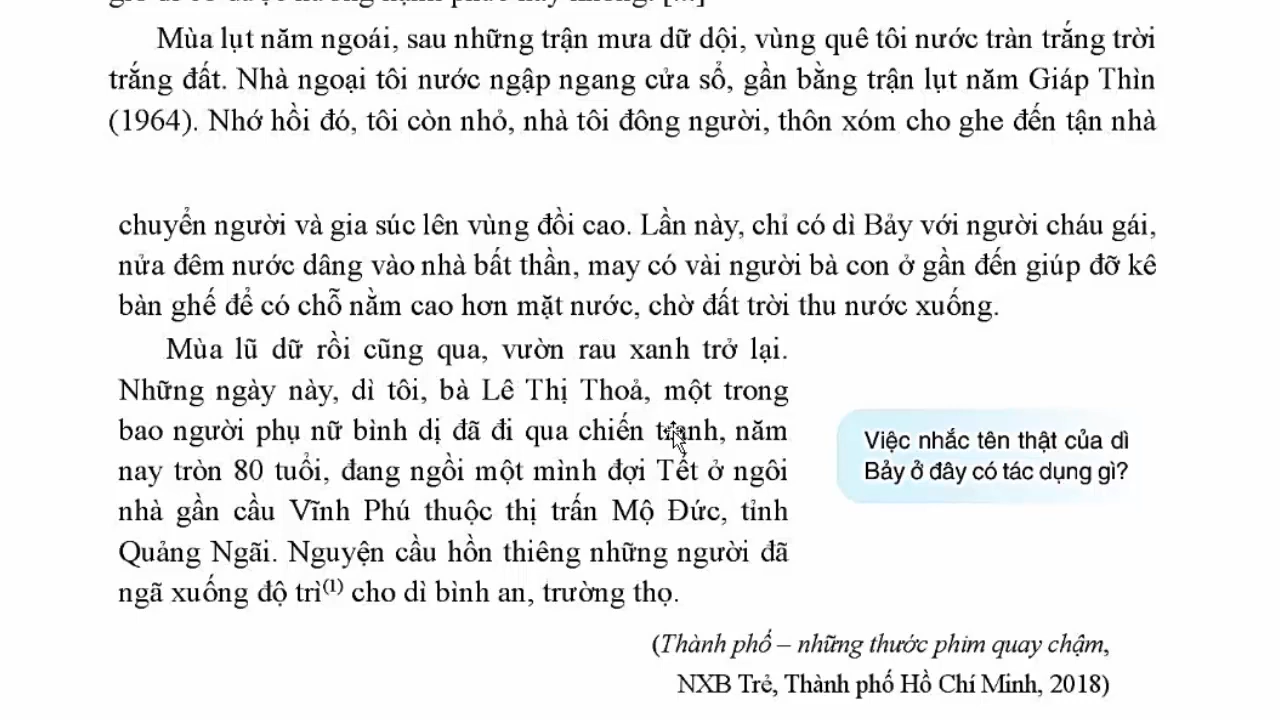 Mùa lụt năm ngoái, sau những trận mưa dữ dội, vùng quê tôi nước tràn trắng trời
trắng đất. Nhà ngoại tôi nước ngập ngang cửa sổ, gần bằng trận lụt năm Giáp Thìn
(1964). Nhớ hồi đó, tôi còn nhỏ, nhà tôi đông người, thôn xóm cho ghe đến tận nhà
chuyển người và gia súc lên vùng đồi cao. Lần này, chỉ có dì Bảy với người cháu gái,
nửa đêm nước dâng vào nhà bất thần, may có vài người bà con ở gần đến giúp đỡ kê
bàn ghế để có chỗ nằm cao hơn mặt nước, chờ đất trời thu nước xuống.
Mùa lũ dữ rồi cũng qua, vườn rau xanh trở lại.
Những ngày này, dì tôi, bà Lê Thị Thoả, một trong
bao người phụ nữ bình dị đã đi qua chiến tranh, năm
nay tròn 80 tuổi, đang ngồi một mình đợi Tết ở ngôi
nhà gần cầu Vĩnh Phú thuộc thị trấn Mộ Đức, tỉnh
Quảng Ngãi. Nguyện cầu hồn thiêng những người đã
ngã xuống độ trì(1) cho dì bình an, trường thọ.
Việc nhắc tên thật của dì
Bảy ở đây có tác dụng gì?
(Thành phố – những thước phim quay chậm,
NXB Trẻ, Thành phố Hồ Chí Minh, 2018)